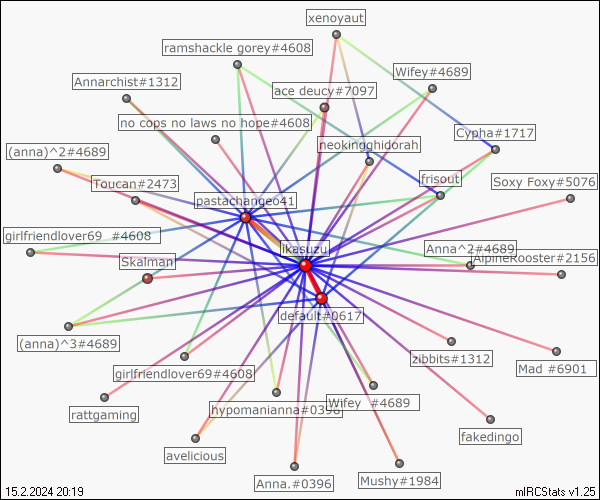 xenoyaut
ramshackle gorey#4608
Wifey#4689
Annarchist#1312
ace deucy#7097
no cops no laws no hope#4608
Cypha#1717
neokingghidorah
(anna)^2#4689
Toucan#2473
frisout
Soxy Foxy#5076
pastachangeo41
girlfriendlover69 #4608
ikasuzu
Anna^2#4689
AlpineRooster#2156
Skalman
default#0617
(anna)^3#4689
zibbits#1312
Mad #6901
girlfriendlover69#4608
rattgaming
hypomanianna#0396
Wifey #4689
fakedingo
avelicious
Anna.#0396
Mushy#1984
15.2.2024 20:19
mIRCStats v1.25